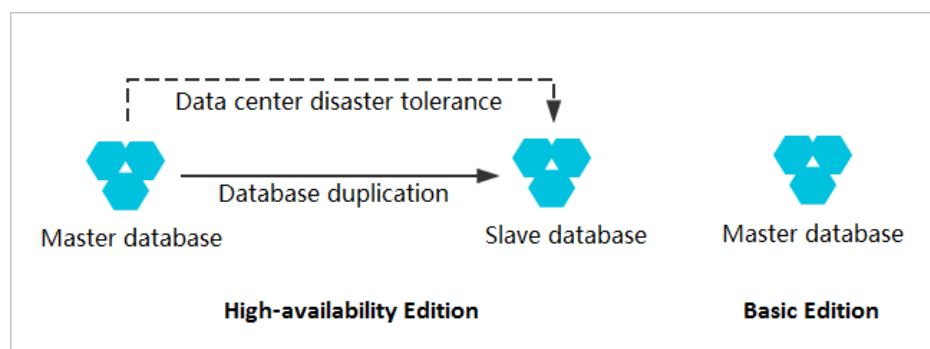 Data center disaster tolerance
Database duplication
Master database
Slave database
Master database
High-availability Edition
Basic Edition